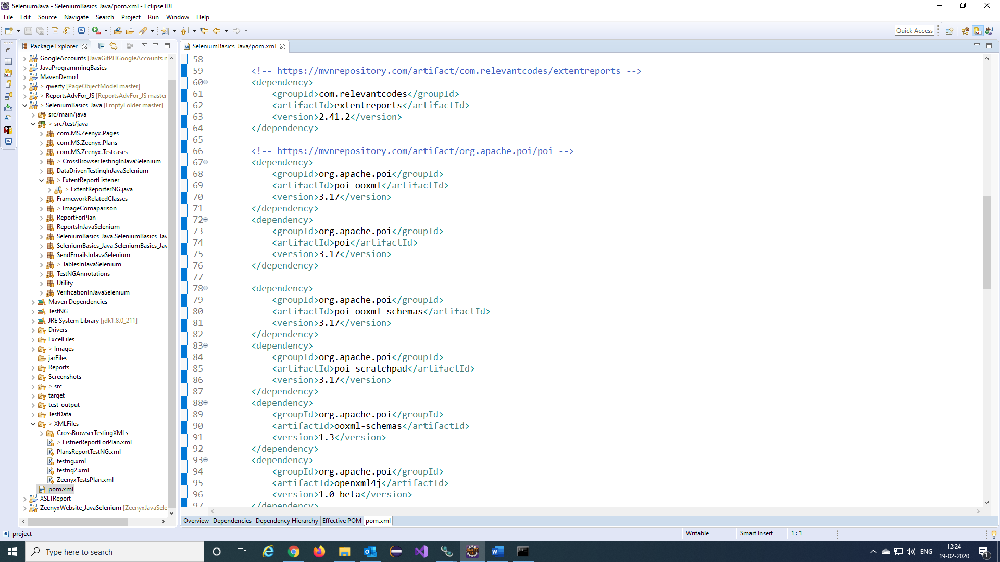 SeleniumJava - SeleniumBasics_Java/pom.xml - Eclipse IDE
File Edit Source Navigate Search Project Run Window Help
Quick Access
Package Explorer
SeleniumBasics_Java/pom.xml
GoogleAccounts [JavaGitPJTGoogleAccounts
JavaProgrammingBasics
MavenDemo1
> qwerty [PageObjectModel master]
> ReportsAdvFor_JS [ReportsAdvFor_JS master
> SeleniumBasics_Java [EmptyFolder master]
src/main/java
> src/test/java
com.MS.Zeenyx.Pages
com.MS.Zeenyx.Plans
com.MS.Zeenyx.Testcases
> CrossBrowserTestingInJavaSelenium
DataDrivenTestingInJavaSelenium
> ExtentReportListener
> ExtentReporterNG.java
FrameworkRelatedClasses
> ImageComaparison
ReportForPlan
ReportsInJavaSelenium
SeleniumBasics_Java.SeleniumBasics_Jav
SeleniumBasics_Java.SeleniumBasics_Jav
SendEmailsInJavaSelenium
> TablesInJavaSelenium
TestNGAnnotations
Utility
VerificationInJavaSelenium
Maven Dependencies
TestNG
JRE System Library [jdk1.8.0_211]
Drivers
ExcelFiles
> Images
jarFiles
Reports
Screenshots
> src
target
test-output
TestData
> XMLFiles
CrossBrowserTestingXMLs
> ListnerReportForPlan.xml
PlansReportTestNG.xml
testng.xml
testng2.xml
ZeenyxTestsPlan.xml
pom.xml
XSLTReport
ZeenyxWebsite_JavaSelenium [ZeenyxJavaSele
58
59 <!-- https://mvnrepository.com/artifact/com.relevantcodes/extentreports -->
60 <dependency>
61 <groupId>com.relevantcodes</groupId>
62 <artifactId>extentreports</artifactId>
63 <version>2.41.2</version>
64 </dependency>
65
66 <!-- https://mvnrepository.com/artifact/org.apache.poi/poi -->
67 <dependency>
68 <groupId>org.apache.poi</groupId>
69 <artifactId>poi-ooxml</artifactId>
70 <version>3.17</version>
71 </dependency>
72 <dependency>
73 <groupId>org.apache.poi</groupId>
74 <artifactId>poi</artifactId>
75 <version>3.17</version>
76 </dependency>
77
78 <dependency>
79 <groupId>org.apache.poi</groupId>
80 <artifactId>poi-ooxml-schemas</artifactId>
81 <version>3.17</version>
82 </dependency>
83 <dependency>
84 <groupId>org.apache.poi</groupId>
85 <artifactId>poi-scratchpad</artifactId>
86 <version>3.17</version>
87 </dependency>
88 <dependency>
89 <groupId>org.apache.poi</groupId>
90 <artifactId>ooxml-schemas</artifactId>
91 <version>1.3</version>
92 </dependency>
93 <dependency>
94 <groupId>org.apache.poi</groupId>
95 <artifactId>openxml4j</artifactId>
96 <version>1.0-beta</version>
97 </dependency>
Overview Dependencies Dependency Hierarchy Effective POM pom.xml
project
Writable Smart Insert 1 : 1
Type here to search
ENG
12:24
19-02-2020
1